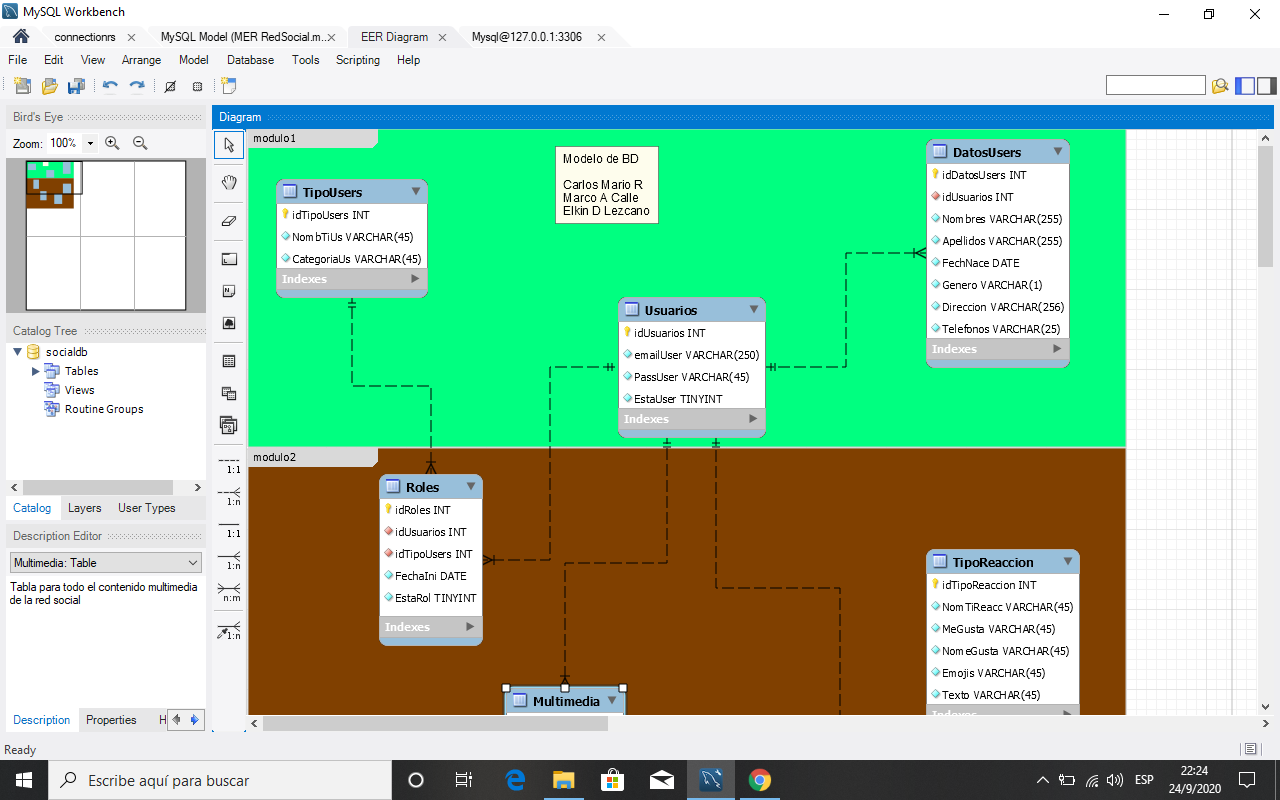 MySQL Workbench
connectionrs
MySQL Model (MER RedSocial.m...
EER Diagram
Mysql@127.0.0.1:3306
File Edit View Arrange Model Database Tools Scripting Help
Bird's Eye
Zoom: 100%
Catalog Tree
socialdb
Tables
Views
Routine Groups
Catalog Layers User Types
Description Editor
Multimedia: Table
Tabla para todo el contenido multimedia
de la red social
Description Properties H
Ready
1:1
1:n
1:1
1:n
n:m
1:n
Diagram
modulo1
Modelo de BD
Carlos Mario R
Marco A Calle
Elkin D Lezcano
TipoUsers
idTipoUsers INT
NombTiUs VARCHAR(45)
CategoriaUs VARCHAR(45)
Indexes
Usuarios
idUsuarios INT
emailUser VARCHAR(250)
PassUser VARCHAR(45)
EstaUser TINYINT
Indexes
DatosUsers
idDatosUsers INT
idUsuarios INT
Nombres VARCHAR(255)
Apellidos VARCHAR(255)
FechNace DATE
Genero VARCHAR(1)
Direccion VARCHAR(256)
Telefonos VARCHAR(25)
Indexes
modulo2
Roles
idRoles INT
idUsuarios INT
idTipoUsers INT
FechaIni DATE
EstaRol TINYINT
Indexes
TipoReaccion
idTipoReaccion INT
NomTiReacc VARCHAR(45)
MeGusta VARCHAR(45)
NomeGusta VARCHAR(45)
Emojis VARCHAR(45)
Texto VARCHAR(45)
Indexes
Multimedia
Escribe aquí para buscar
ESP
22:24
24/9/2020